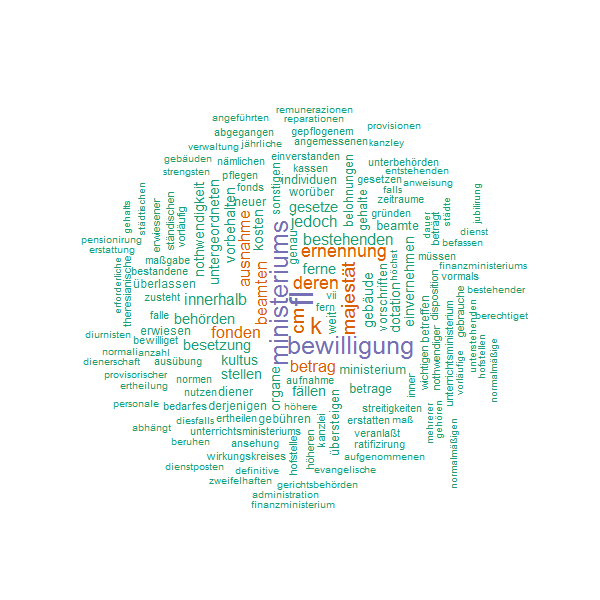 remunerazionen
angeführten
reparationen
provisionen
abgegangen
gepflogenem
verwaltung
jährliche
angemessenen
kanzley
gebäuden
nämlichen
einverstanden
unterbehörden
strengsten
pflegen
kassen
gesetzen
entstehenden
städtischen
fonds
individuen
falls
anweisung
gehalts
erwiesener
ständischen
vorläufig
nothwendigkeit
untergeordneten
vorbehalten
neuer
sonstigen
worüber
belohnungen
gehalte
zeitraume
jubilirung
gesetze
gründen
dauer
städte
pensionirung
ausnahme
kosten
jedoch
beamte
beträgt
dienst
erstattung
genau
bestehenden
befassen
maßgabe
ministeriums
ernennung
müssen
theresianische
bestandene
beamten
ferne
majestät
höchst
einvernehmen
finanzministeriums
erforderliche
überlassen
deren
gebäude
vorschriften
dotation
vormals
zusteht
innerhalb
fl
vii
disposition
gebrauche
bestehender
falle
behörden
cm
fern
betreffen
unterrichtsministerium
berechtiget
diurnisten
erwiesen
fonden
k
weit
bewilliget
besetzung
bewilligung
nothwendiger
unterstehenden
normalmäßige
normalianzahl
hofstellen
dienerschaft
ausübung
kultus
betrag
ministerium
wichtigen
vorläufige
provisorischer
stellen
aufnahme
inner
ertheilung
normen
organe
nutzen
diener
fällen
betrage
personale
bedarfes
derjenigen
höhere
streitigkeiten
mehrerer
gehören
diesfalls
ertheilen
gebühren
kanzlei
übersteigen
erstatten
maß
abhängt
unterrichtsministeriums
veranlaßt
beruhen
ansehung
hofstelle
höheren
ratifizirung
normalmäßigen
wirkungskreises
aufgenommenen
dienstposten
definitive
evangelische
zweifelhaften
gerichtsbehörden
administration
finanzministerium